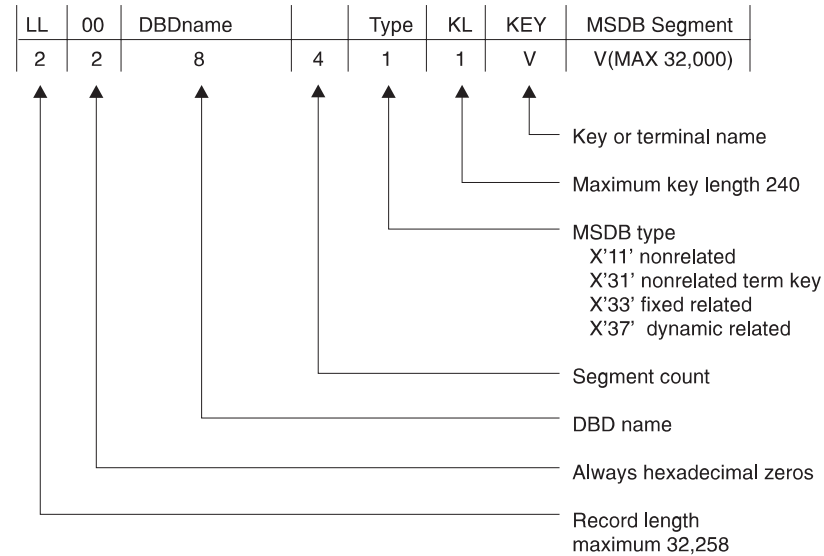 LL 00 DBDname Type KL KEY MSDB Segment
2 2 8 4 1 1 V V(MAX 32,000)
Key or terminal name
Maximum key length 240
MSDB type
X'11' nonrelated
X'31' nonrelated term key
X'33' fixed related
X'37' dynamic related
Segment count
DBD name
Always hexadecimal zeros
Record length
maximum 32,258